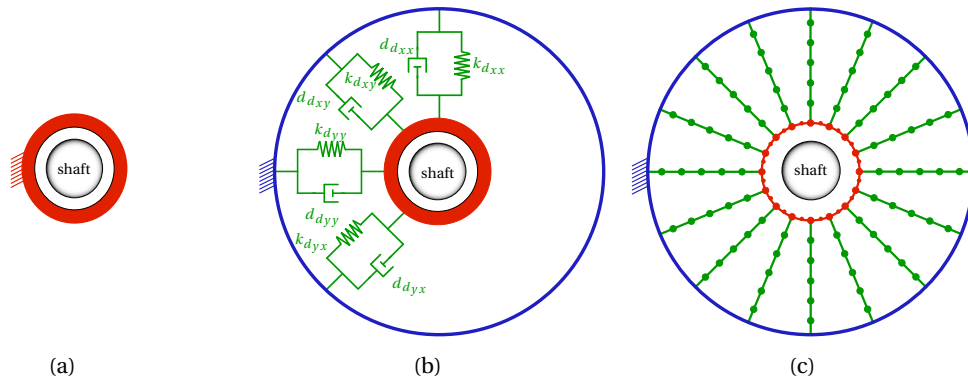 shaft
(a)
d_{d_{xx}}
k_{d_{xx}}
k_{d_{xy}}
d_{d_{xy}}
k_{d_{yy}}
shaft
d_{d_{yy}}
k_{d_{yx}}
d_{d_{yx}}
(b)
shaft
(c)